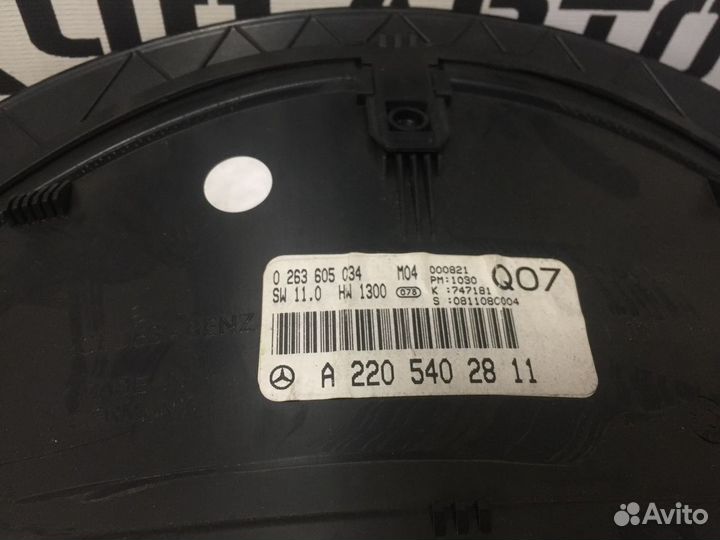 0 263 605 034 M04 000821 Q07
SW 11.0 HW 1300 078 PM:1030
K :747181
S :081108C004
A 220 540 28 11
Avito